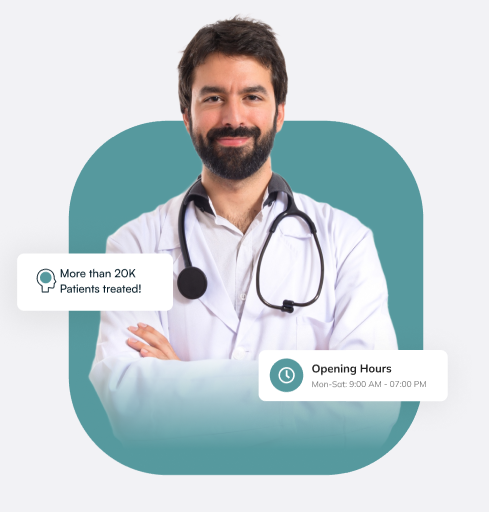 More than 20K
Patients treated!
Opening Hours
Mon-Sat: 9:00 AM - 07:00 PM